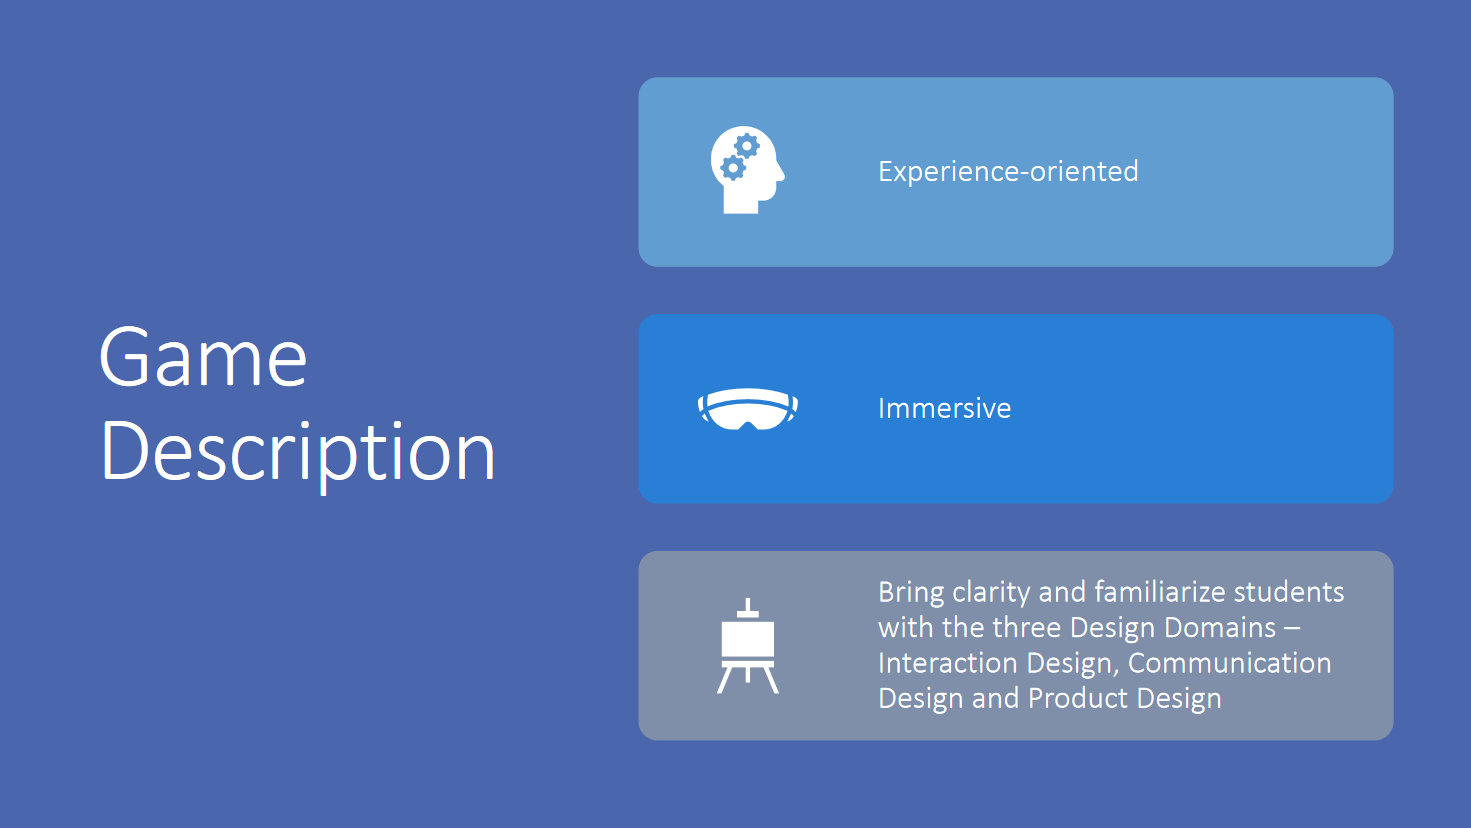 Game
Description
Experience-oriented
Immersive
Bring clarity and familiarize students
with the three Design Domains –
Interaction Design, Communication
Design and Product Design